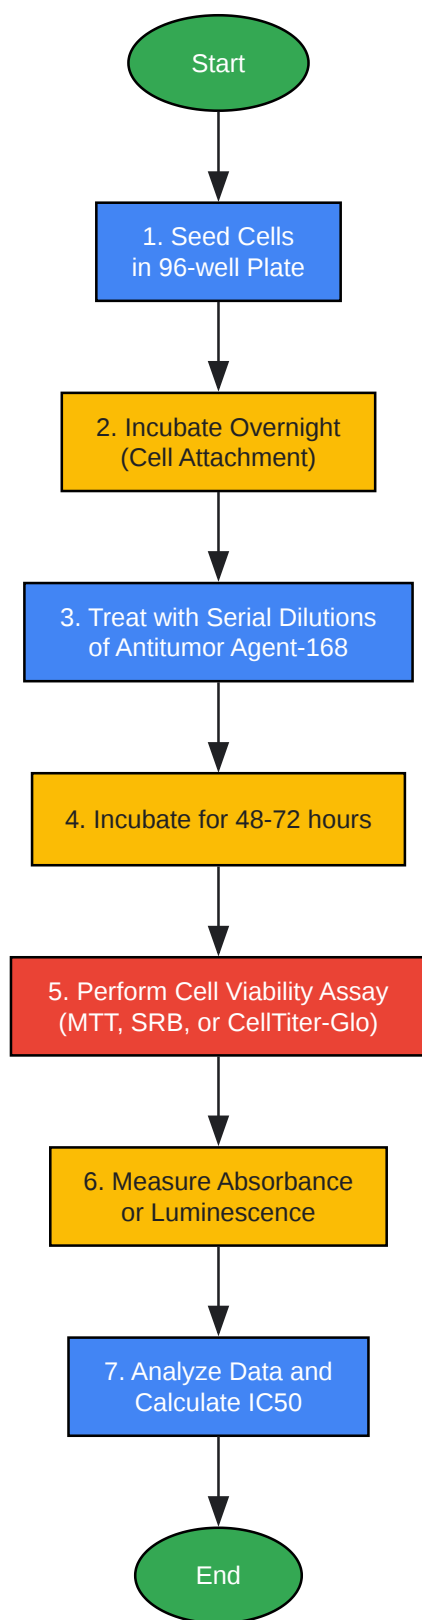 Start
1. Seed Cells
in 96-well Plate
2. Incubate Overnight
(Cell Attachment)
3. Treat with Serial Dilutions
of Antitumor Agent-168
4. Incubate for 48-72 hours
5. Perform Cell Viability Assay
(MTT, SRB, or CellTiter-Glo)
6. Measure Absorbance
or Luminescence
7. Analyze Data and
Calculate IC50
End